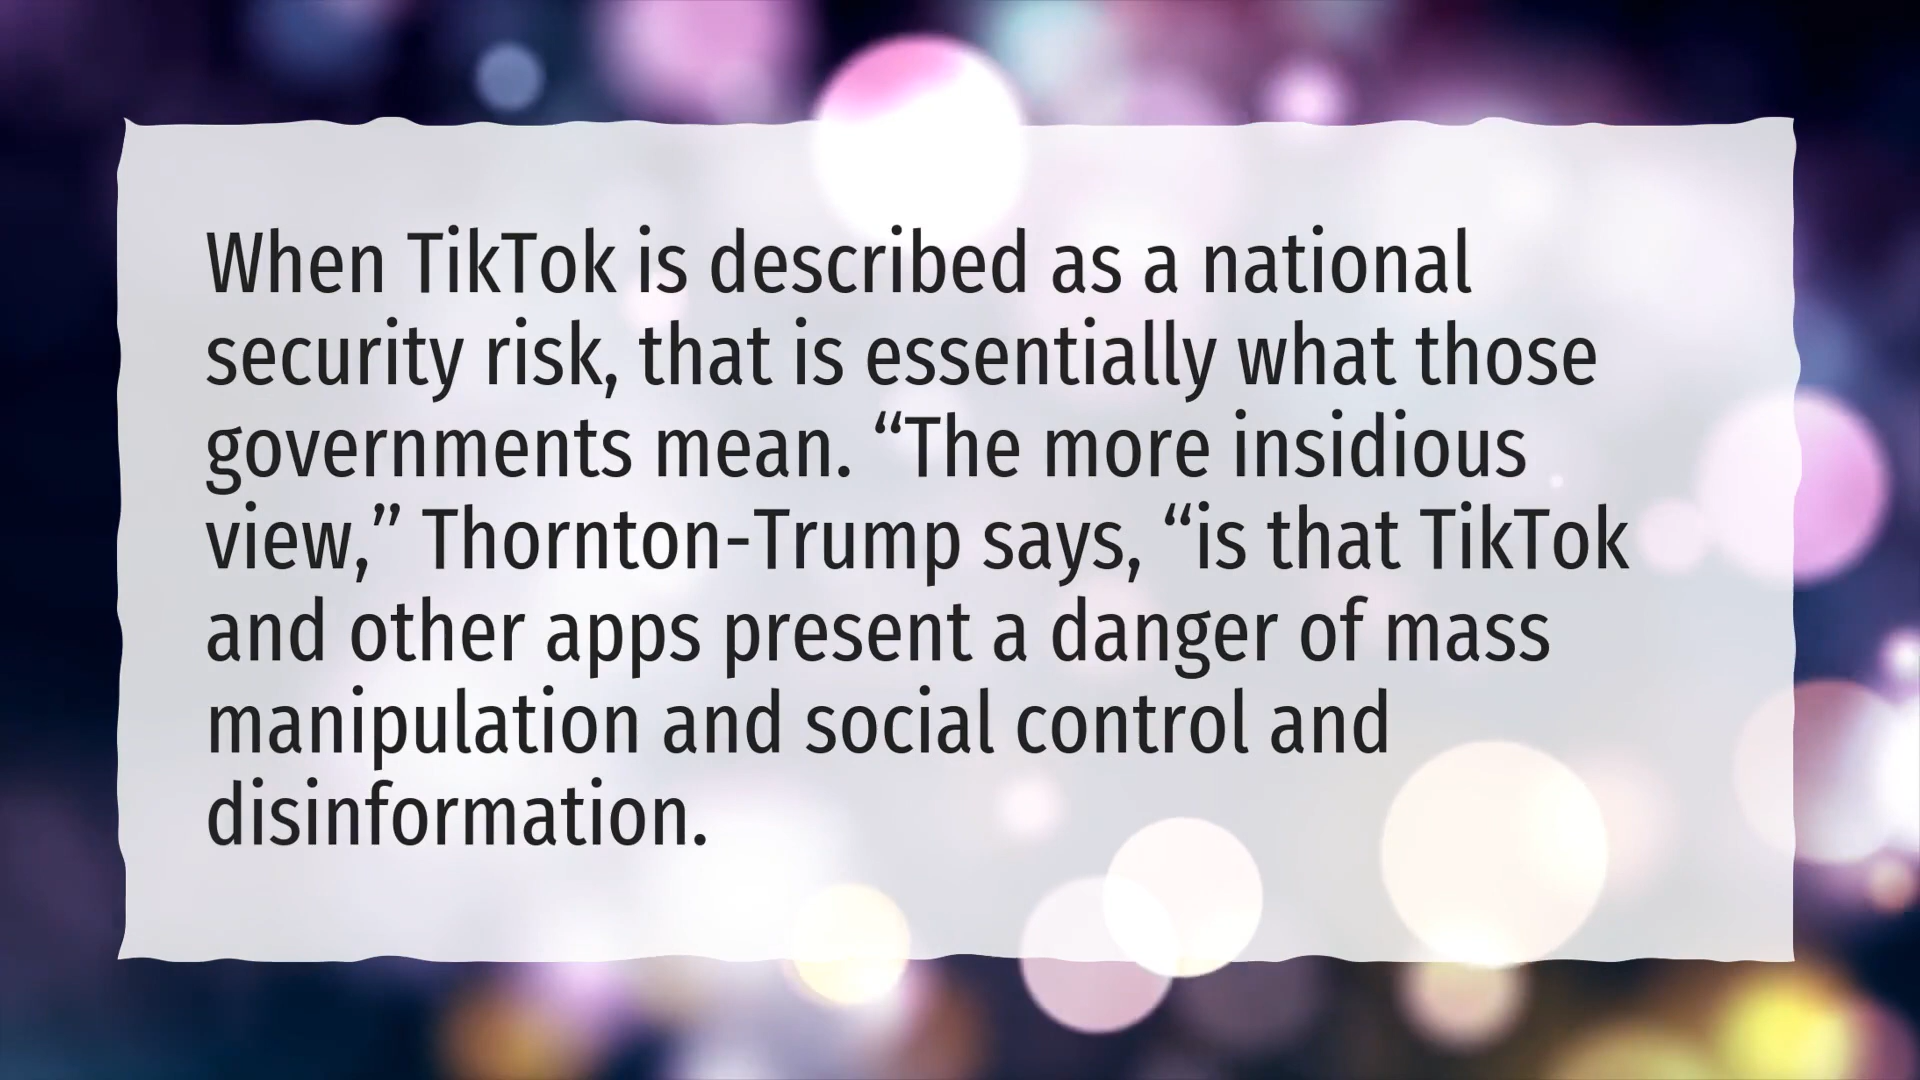 When TikTok is described as a national
security risk, that is essentially what those
governments mean. “The more insidious
view,” Thornton-Trump says, “is that TikTok
and other apps present a danger of mass
manipulation and social control and
disinformation.